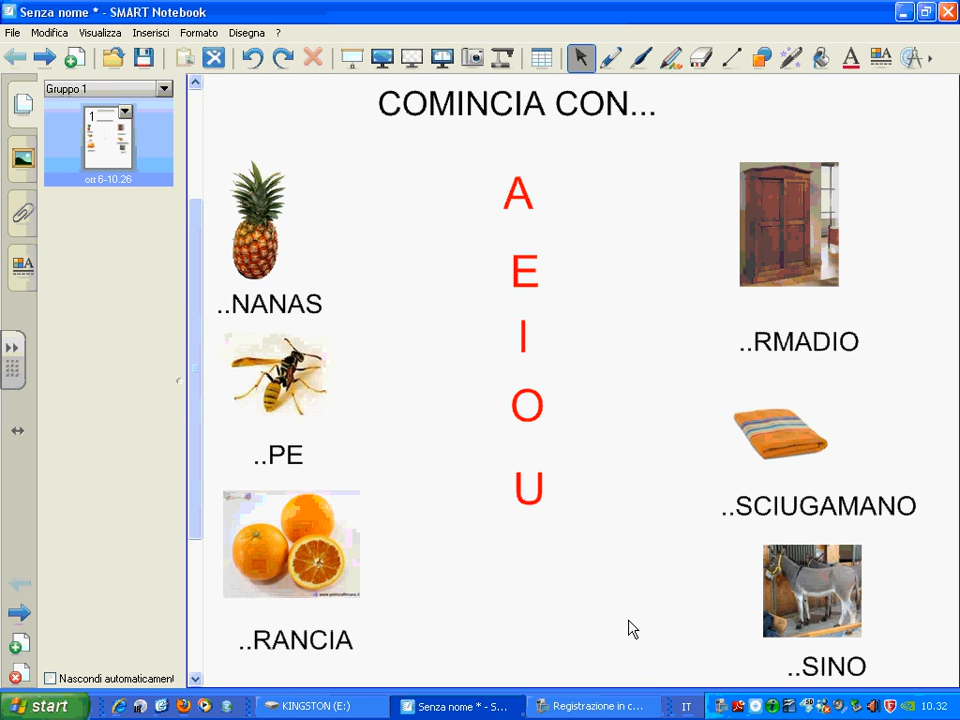 Senza nome * - SMART Notebook
File Modifica Visualizza Inserisci Formato Disegna ?
Gruppo 1
1
ott 6-10.26
COMINCIA CON...
A
E
I
O
U
..NANAS
..PE
..RANCIA
..RMADIO
..SCIUGAMANO
..SINO
Nascondi automaticament
start
KINGSTON (E:)
Senza nome * - S...
Registrazione in c...
IT
10.32